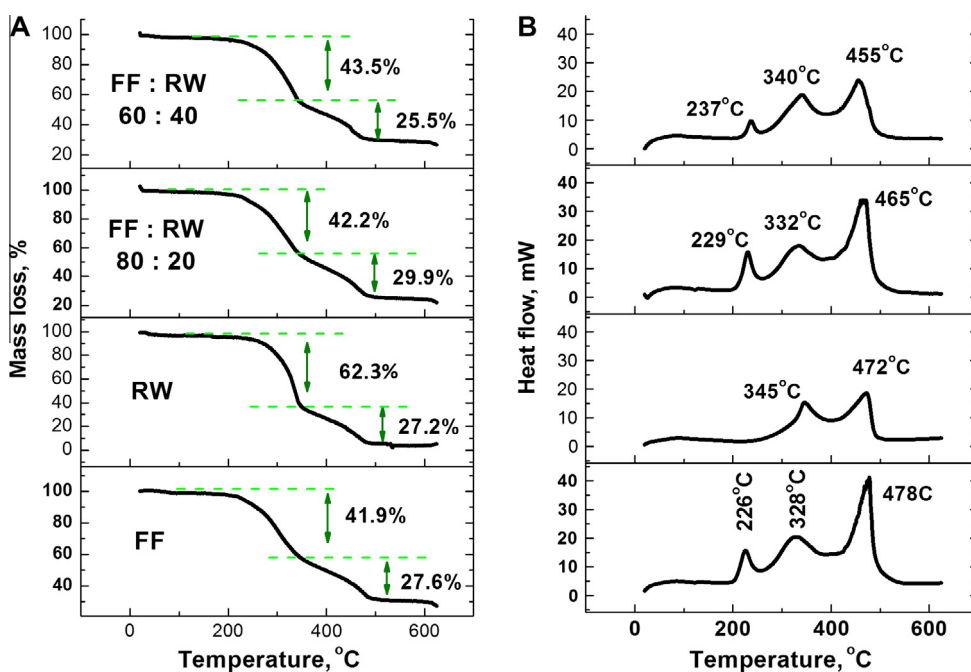 A
Mass loss, %
100
80
60
40
20
FF : RW
60 : 40
43.5%
25.5%
100
80
60
40
20
FF : RW
80 : 20
42.2%
29.9%
100
80
60
40
20
0
RW
62.3%
27.2%
100
80
60
40
FF
41.9%
27.6%
0 200 400 600
Temperature, °C
B
Heat flow, mW
40
30
20
10
0
237°C
340°C
455°C
40
30
20
10
0
229°C
332°C
465°C
40
30
20
10
0
345°C
472°C
40
30
20
10
0
226°C
328°C
478C
0 200 400 600
Temperature, °C